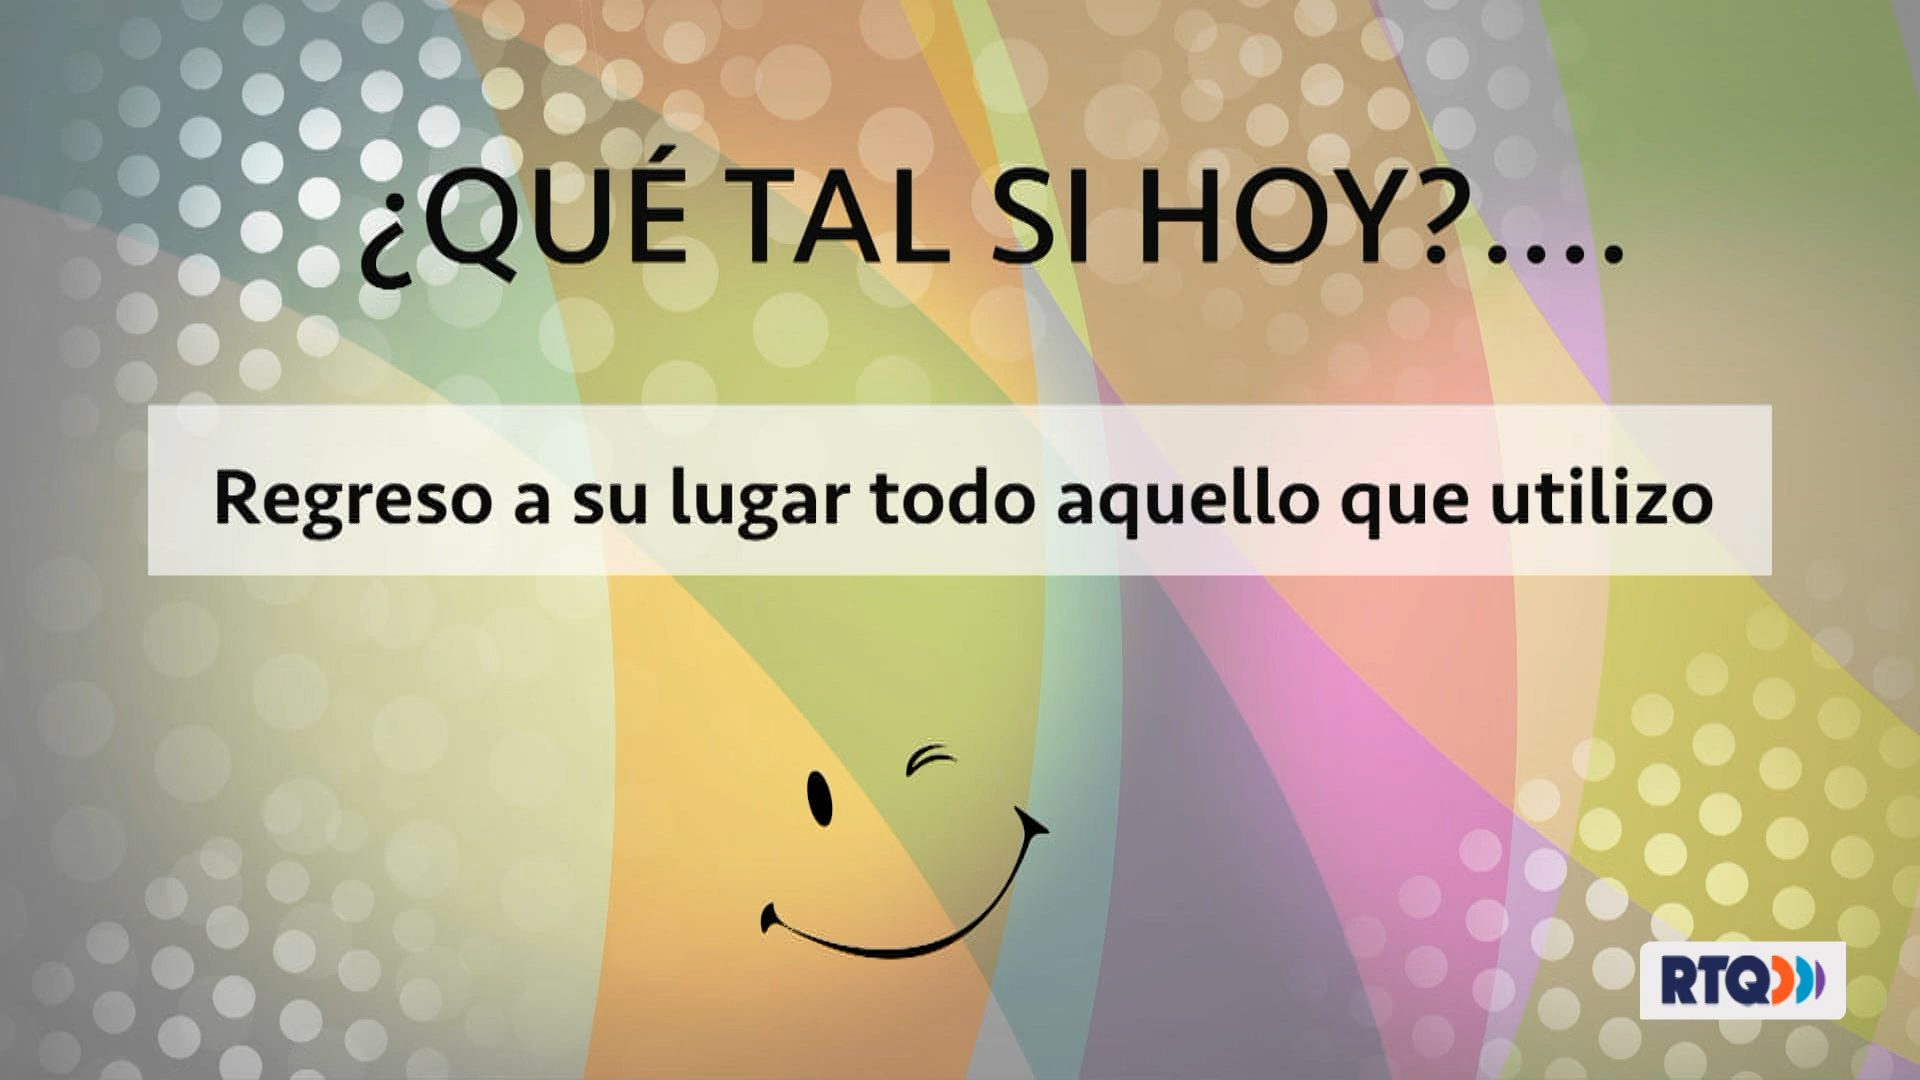 ¿QUÉ TAL SI HOY?....
Regreso a su lugar todo aquello que utilizo
RTQ